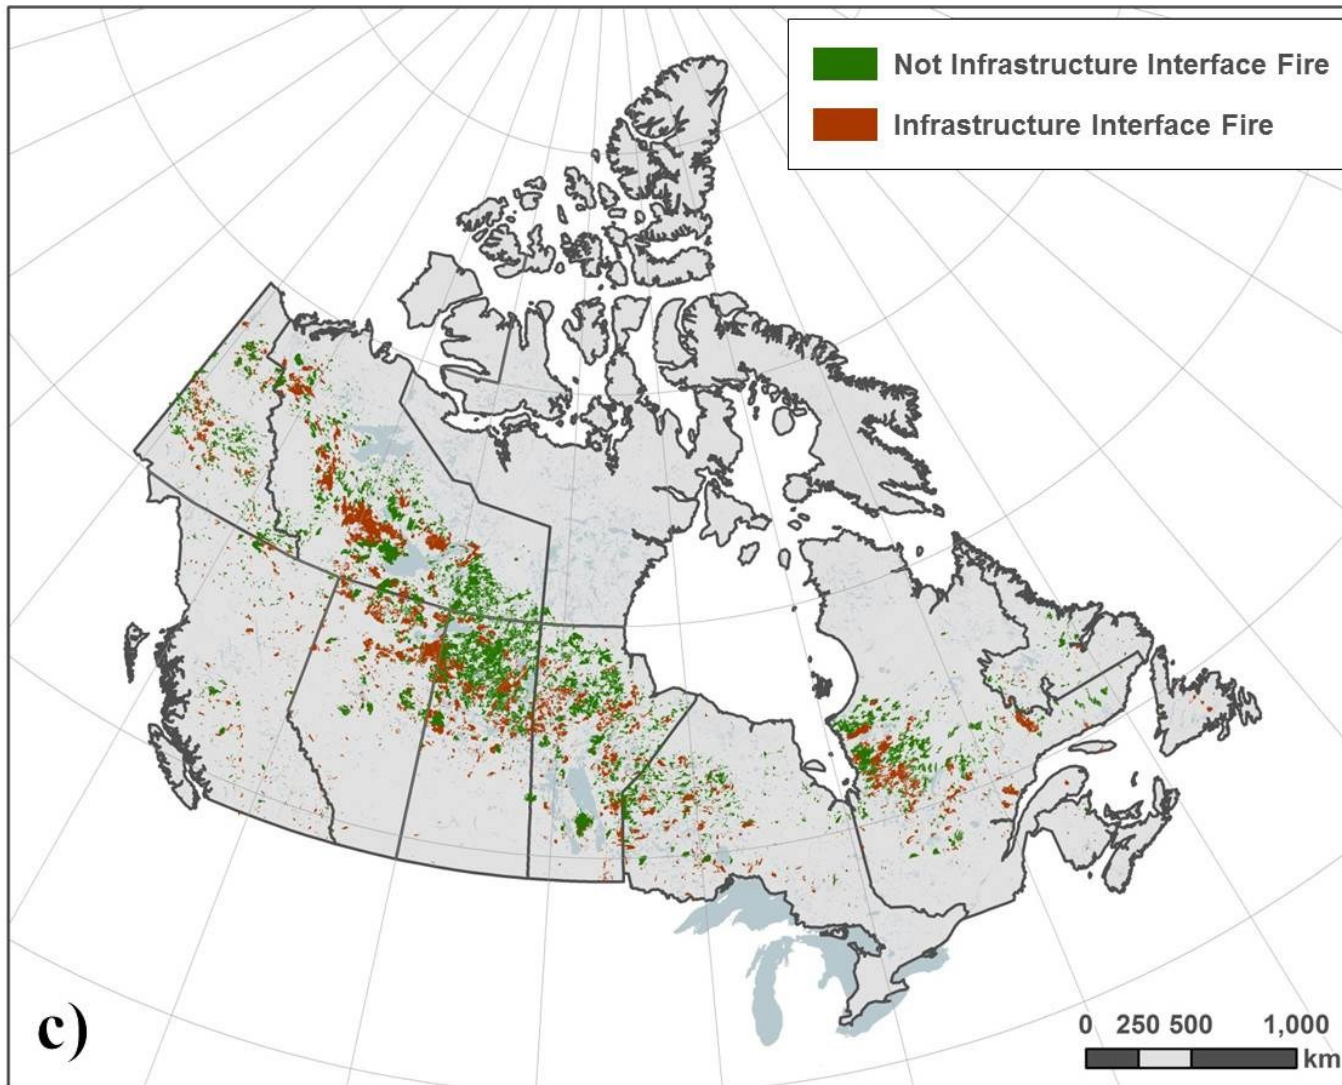 Not Infrastructure Interface Fire
Infrastructure Interface Fire
c)
0 250 500 1,000
km